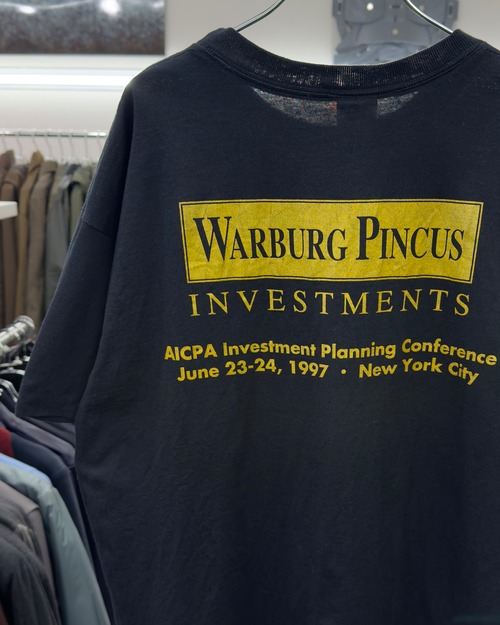 WARBURG PINCUS
INVESTMENTS
AICPA Investment Planning Conference
June 23-24, 1997 • New York City